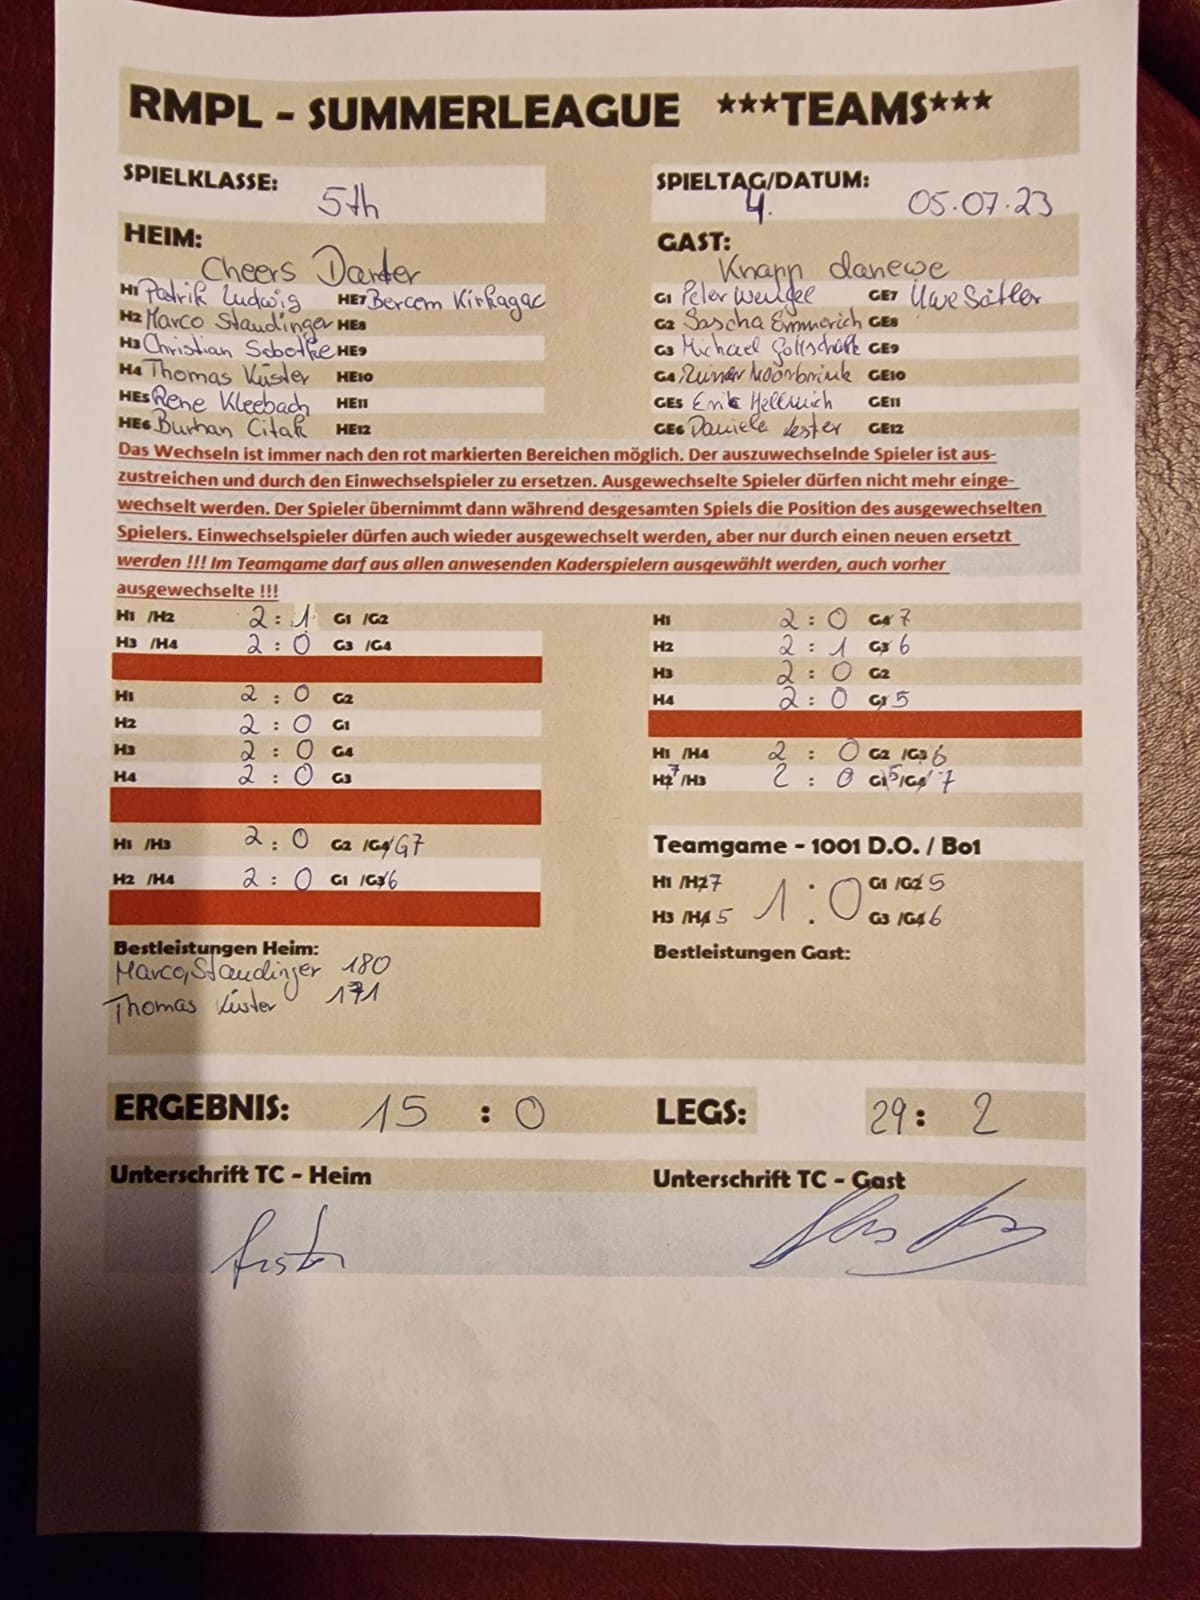 RMPL - SUMMERLEAGUE ***TEAMS***
SPIELKLASSE: 5th
SPIELTAG/DATUM: 4. 05.07.23
HEIM: Cheers Darter
GAST: Knapp danewe
H1 Patrik Ludwig HE7 Bercem Kirkagac
H2 Marco Staudinger HE8
H3 Christian Sobotke HE9
H4 Thomas Küster HE10
HE5 Rene Kleebach HE11
HE6 Burhan Citak HE12
G1 Peter Wengel GE7 Uwe Sattler
G2 Sascha Emmerich GE8
G3 Michael Gottschalk GE9
G4 Rainer GE10
GE5 Erik Hellmich GE11
GE6 Daniele Kester GE12
Das Wechseln ist immer nach den rot markierten Bereichen möglich. Der auszuwechselnde Spieler ist aus-
zustreichen und durch den Einwechselspieler zu ersetzen. Ausgewechselte Spieler dürfen nicht mehr einge-
wechselt werden. Der Spieler übernimmt dann während desgesamten Spiels die Position des ausgewechselten
Spielers. Einwechselspieler dürfen auch wieder ausgewechselt werden, aber nur durch einen neuen ersetzt
werden !!! Im Teamgame darf aus allen anwesenden Kaderspielern ausgewählt werden, auch vorher
ausgewechselte !!!
H1 /H2 2 : 1 G1 /G2
H3 /H4 2 : 0 G3 /G4
H1 2 : 0 G2
H2 2 : 0 G1
H3 2 : 0 G4
H4 2 : 0 G3
H1 /H3 2 : 0 G2 /G4 G7
H2 /H4 2 : 0 G1 /G3 6
H1 2 : 0 G4 7
H2 2 : 1 G3 6
H3 2 : 0 G2
H4 2 : 0 G1 5
H1 /H4 2 : 0 G2 /G3 6
H2 7 /H3 2 : 0 G1 5 /G4 7
Teamgame - 1001 D.O. / Bo1
H1 /H2 7 1 : 0 G1 /G2 5
H3 /H4 5 G3 /G4 6
Bestleistungen Heim:
Marco, Staudinger 180
Thomas Küster 171
Bestleistungen Gast:
ERGEBNIS: 15 : 0
LEGS: 29 : 2
Unterschrift TC - Heim
Unterschrift TC - Gast